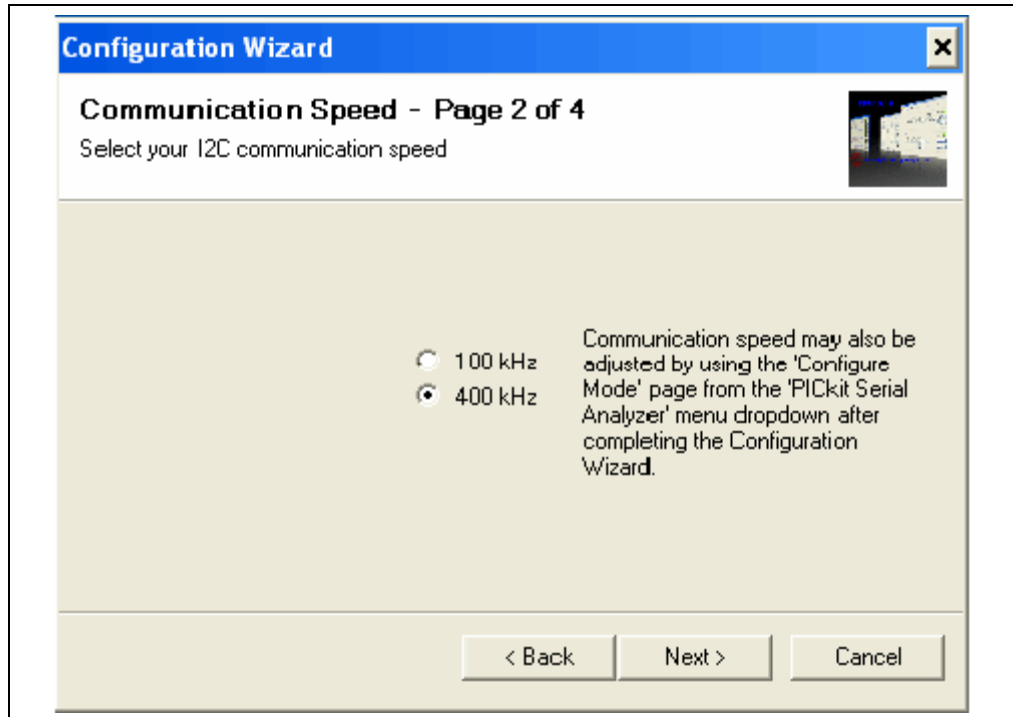 Configuration Wizard
Communication Speed - Page 2 of 4
Select your I2C communication speed
100 kHz
400 kHz
Communication speed may also be
adjusted by using the 'Configure
Mode' page from the 'PICkit Serial
Analyzer' menu dropdown after
completing the Configuration
Wizard.
< Back
Next >
Cancel